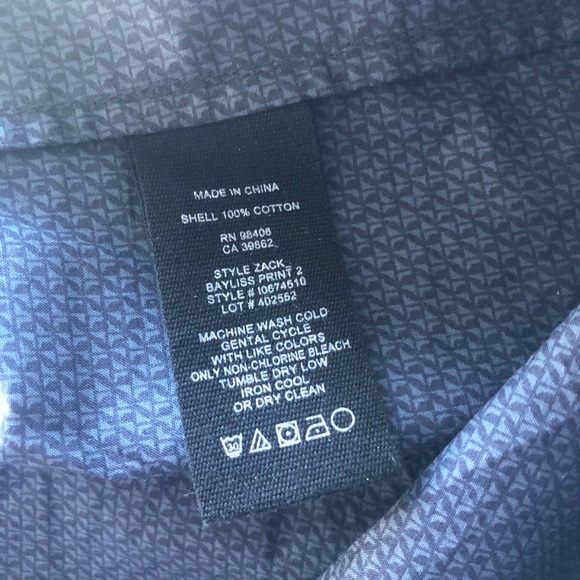 MADE IN CHINA
SHELL 100% COTTON
RN 98406
CA 39862
STYLE ZACK
BAYLISS PRINT 2
STYLE # I0674510
LOT # 402552
MACHINE WASH COLD
GENTAL CYCLE
WITH LIKE COLORS
ONLY NON-CHLORINE BLEACH
TUMBLE DRY LOW
IRON COOL
OR DRY CLEAN
30